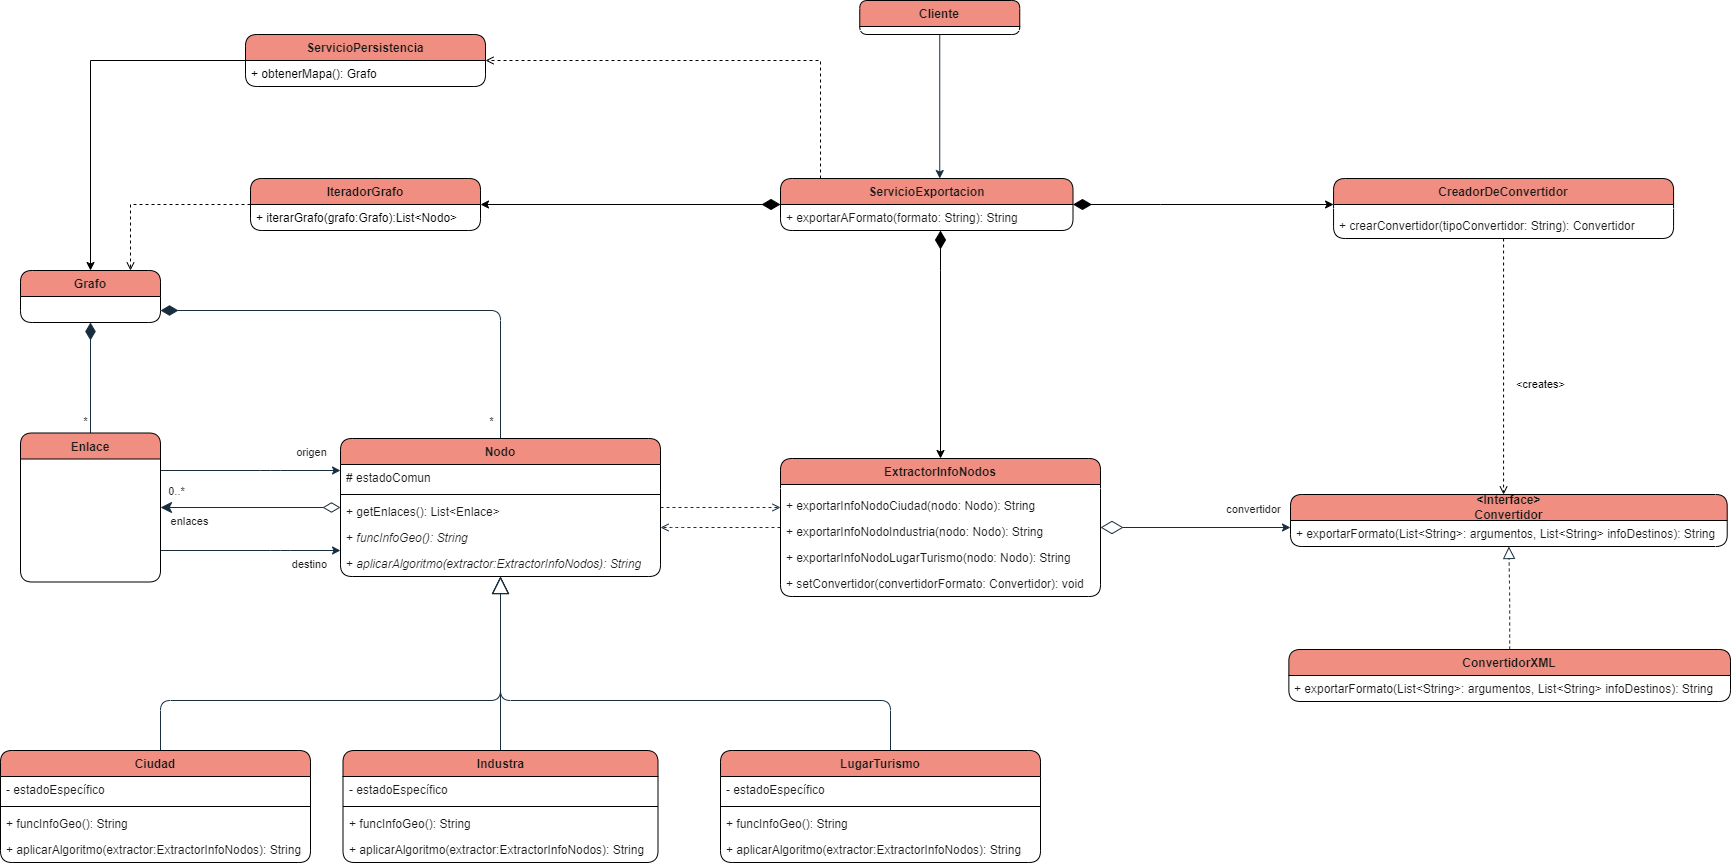 Cliente
ServicioPersistencia
+ obtenerMapa(): Grafo
IteradorGrafo
+ iterarGrafo(grafo:Grafo):List<Nodo>
ServicioExportacion
+ exportarAFormato(formato: String): String
CreadorDeConvertidor
+ crearConvertidor(tipoConvertidor: String): Convertidor
Grafo
<creates>
*
*
Enlace
origen
0..*
enlaces
destino
Nodo
# estadoComun
+ getEnlaces(): List<Enlace>
+ funcInfoGeo(): String
+ aplicarAlgoritmo(extractor:ExtractorInfoNodos): String
ExtractorInfoNodos
+ exportarInfoNodoCiudad(nodo: Nodo): String
+ exportarInfoNodoIndustria(nodo: Nodo): String
+ exportarInfoNodoLugarTurismo(nodo: Nodo): String
+ setConvertidor(convertidorFormato: Convertidor): void
convertidor
<Interface>
Convertidor
+ exportarFormato(List<String>: argumentos, List<String> infoDestinos): String
ConvertidorXML
+ exportarFormato(List<String>: argumentos, List<String> infoDestinos): String
Ciudad
- estadoEspecífico
+ funcInfoGeo(): String
+ aplicarAlgoritmo(extractor:ExtractorInfoNodos): String
Industra
- estadoEspecífico
+ funcInfoGeo(): String
+ aplicarAlgoritmo(extractor:ExtractorInfoNodos): String
LugarTurismo
- estadoEspecífico
+ funcInfoGeo(): String
+ aplicarAlgoritmo(extractor:ExtractorInfoNodos): String